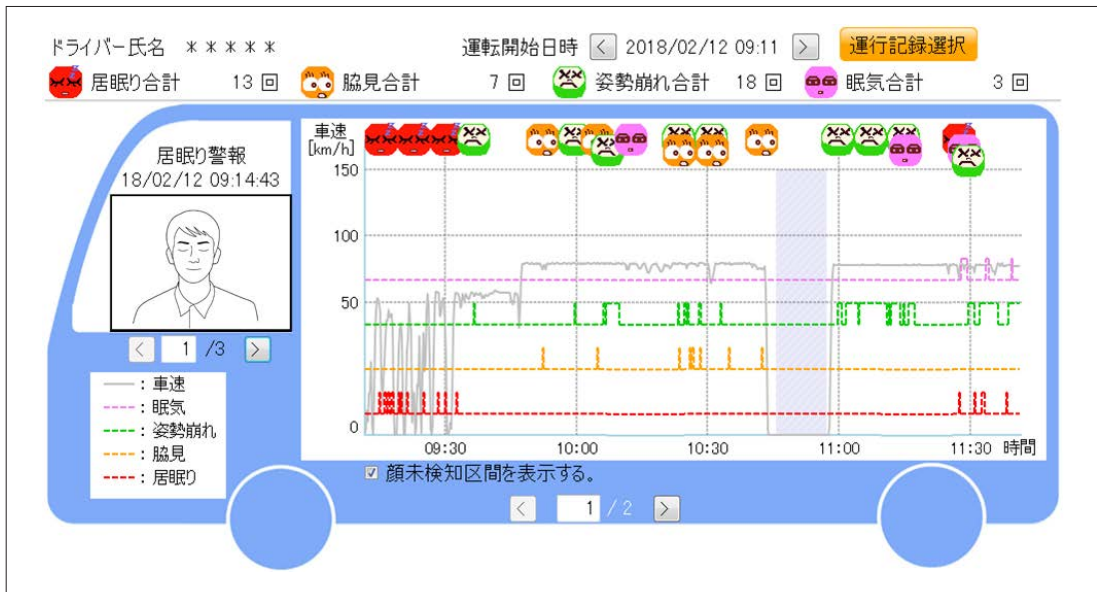 ドライバー氏名 ＊＊＊＊＊ 運転開始日時 < 2018/02/12 09:11 > 運行記録選択
居眠り合計 13 回 脇見合計 7 回 姿勢崩れ合計 18 回 眠気合計 3 回
居眠り警報
18/02/12 09:14:43
< 1 /3 >
── : 車速
---- : 眠気
---- : 姿勢崩れ
---- : 脇見
---- : 居眠り
車速
[km/h]
150
100
50
0
09:30 10:00 10:30 11:00 11:30 時間
顔未検知区間を表示する。
< 1 / 2 >